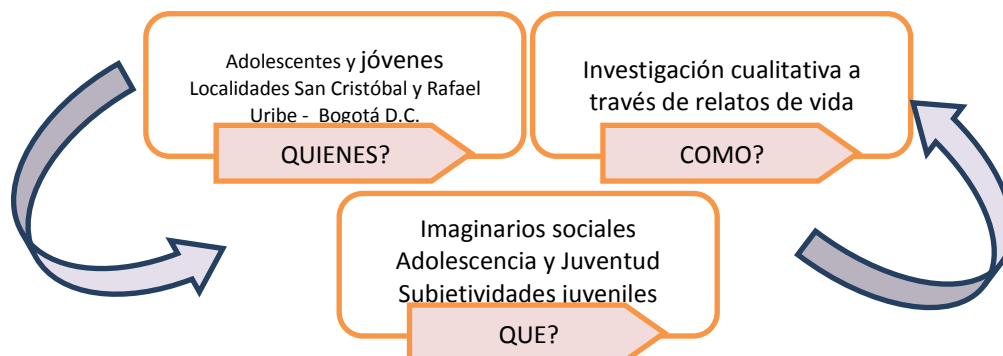 Adolescentes y jóvenes
Localidades San Cristóbal y Rafael
Uribe - Bogotá D.C.
QUIENES?
Investigación cualitativa a
través de relatos de vida
COMO?
Imaginarios sociales
Adolescencia y Juventud
Subjetividades juveniles
QUE?